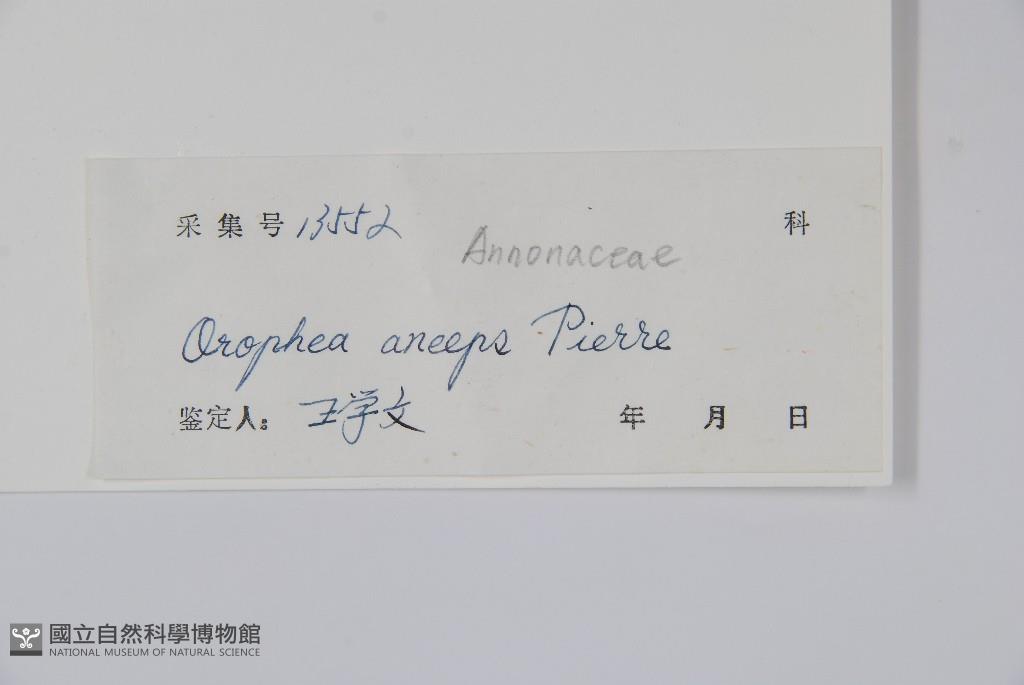 采集号 13552 科
Annonaceae
Orophea anceps Pierre
鉴定人: 王学文 年 月 日
國立自然科學博物館
NATIONAL MUSEUM OF NATURAL SCIENCE